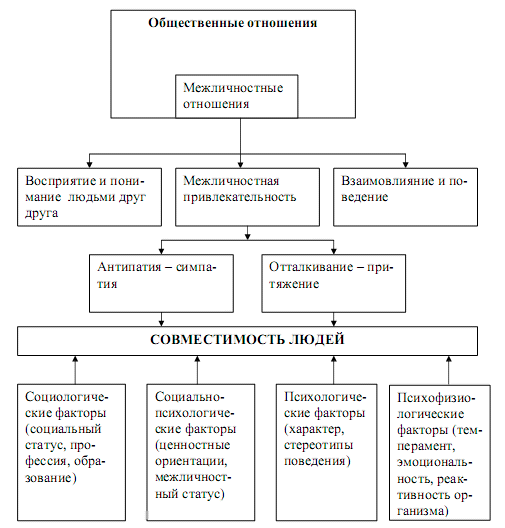 Общественные отношения
Межличностные
отношения
Восприятие и пони-
мание людьми друг
друга
Межличностная
привлекательность
Взаимовлияние и по-
ведение
Антипатия – симпа-
тия
Отталкивание – при-
тяжение
СОВМЕСТИМОСТЬ ЛЮДЕЙ
Социологиче-
ские факторы
(социальный
статус, про-
фессия, обра-
зование)
Социально-
психологиче-
ские факторы
(ценностные
ориентации,
межличност-
ный статус)
Психологиче-
ские факторы
(характер,
стереотипы
поведения)
Психофизио-
логические
факторы (тем-
перамент,
эмоциональ-
ность, реак-
тивность ор-
ганизма)